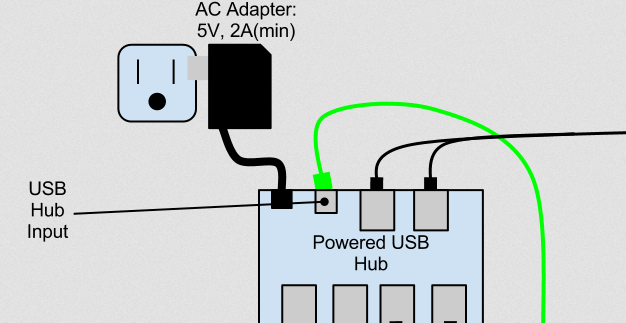 AC Adapter:
5V, 2A(min)
USB
Hub
Input
Powered USB
Hub